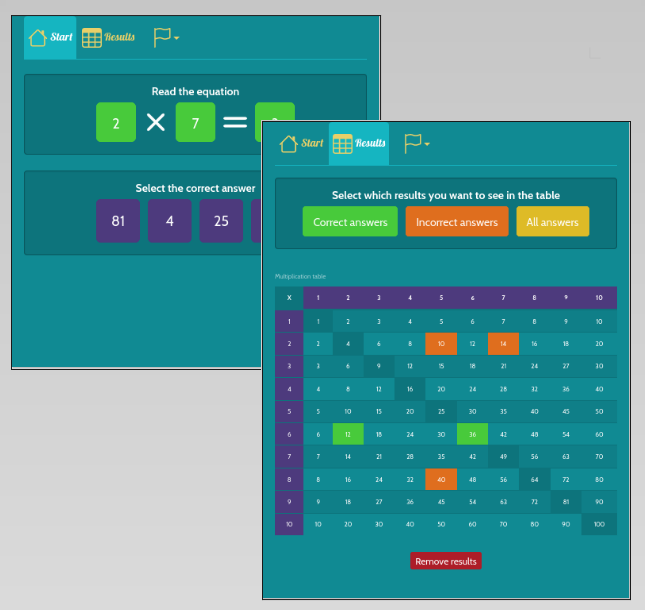 Start Results
Read the equation
2 × 7 =
Select the correct answer
81 4 25
Start Results
Select which results you want to see in the table
Correct answers Incorrect answers All answers
Multiplication table
X 1 2 3 4 5 6 7 8 9 10
1 1 2 3 4 5 6 7 8 9 10
2 2 4 6 8 10 12 14 16 18 20
3 3 6 9 12 15 18 21 24 27 30
4 4 8 12 16 20 24 28 32 36 40
5 5 10 15 20 25 30 35 40 45 50
6 6 12 18 24 30 36 42 48 54 60
7 7 14 21 28 35 42 49 56 63 70
8 8 16 24 32 40 48 56 64 72 80
9 9 18 27 36 45 54 63 72 81 90
10 10 20 30 40 50 60 70 80 90 100
Remove results